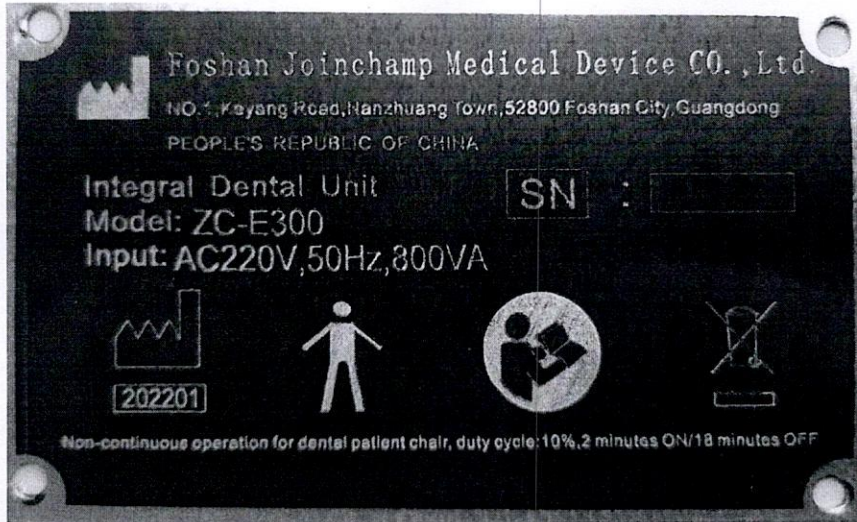 Foshan Joinchamp Medical Device CO.,Ltd.
NO.1,Keyang Road,Nanzhuang Town,52800 Foshan City,Guangdong
PEOPLE'S REPUBLIC OF CHINA
Integral Dental Unit
SN :
Model: ZC-E300
Input: AC220V,50Hz,800VA
202201
Non-continuous operation for dental patient chair, duty cycle:10%,2 minutes ON/18 minutes OFF